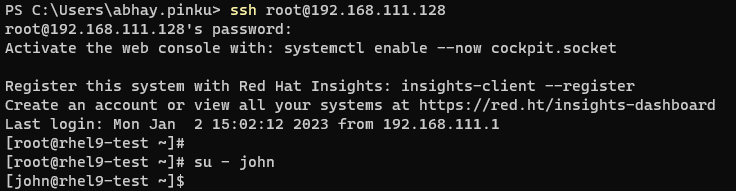 PS C:\Users\abhay.pinku> ssh root@192.168.111.128
root@192.168.111.128's password:
Activate the web console with: systemctl enable --now cockpit.socket

Register this system with Red Hat Insights: insights-client --register
Create an account or view all your systems at https://red.ht/insights-dashboard
Last login: Mon Jan  2 15:02:12 2023 from 192.168.111.1
[root@rhel9-test ~]#
[root@rhel9-test ~]# su - john
[john@rhel9-test ~]$